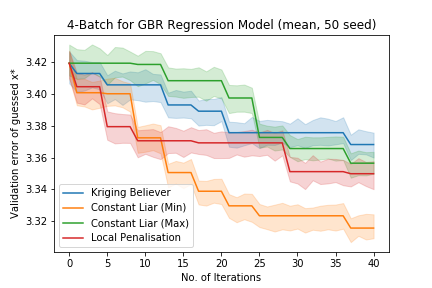 4-Batch for GBR Regression Model (mean, 50 seed)
Validation error of guessed x*
3.42
3.40
3.38
3.36
3.34
3.32
Kriging Believer
Constant Liar (Min)
Constant Liar (Max)
Local Penalisation
0 5 10 15 20 25 30 35 40
No. of Iterations